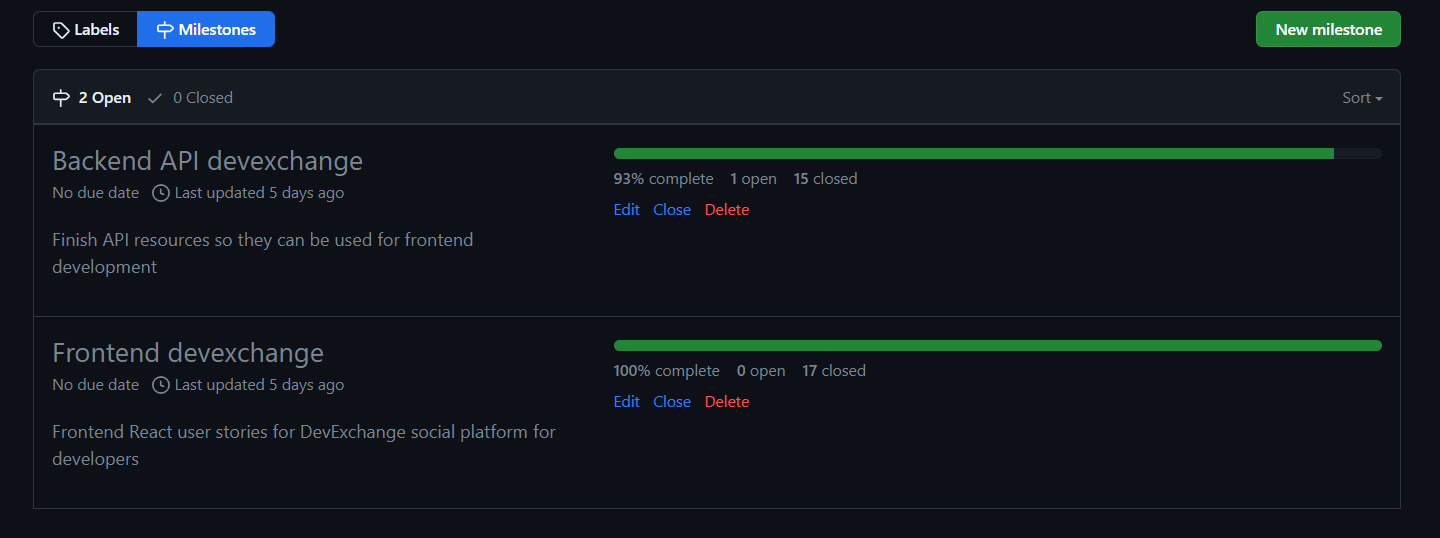 Labels Milestones New milestone
2 Open 0 Closed Sort
Backend API devexchange
No due date Last updated 5 days ago
Finish API resources so they can be used for frontend
development
93% complete 1 open 15 closed
Edit Close Delete
Frontend devexchange
No due date Last updated 5 days ago
Frontend React user stories for DevExchange social platform for
developers
100% complete 0 open 17 closed
Edit Close Delete